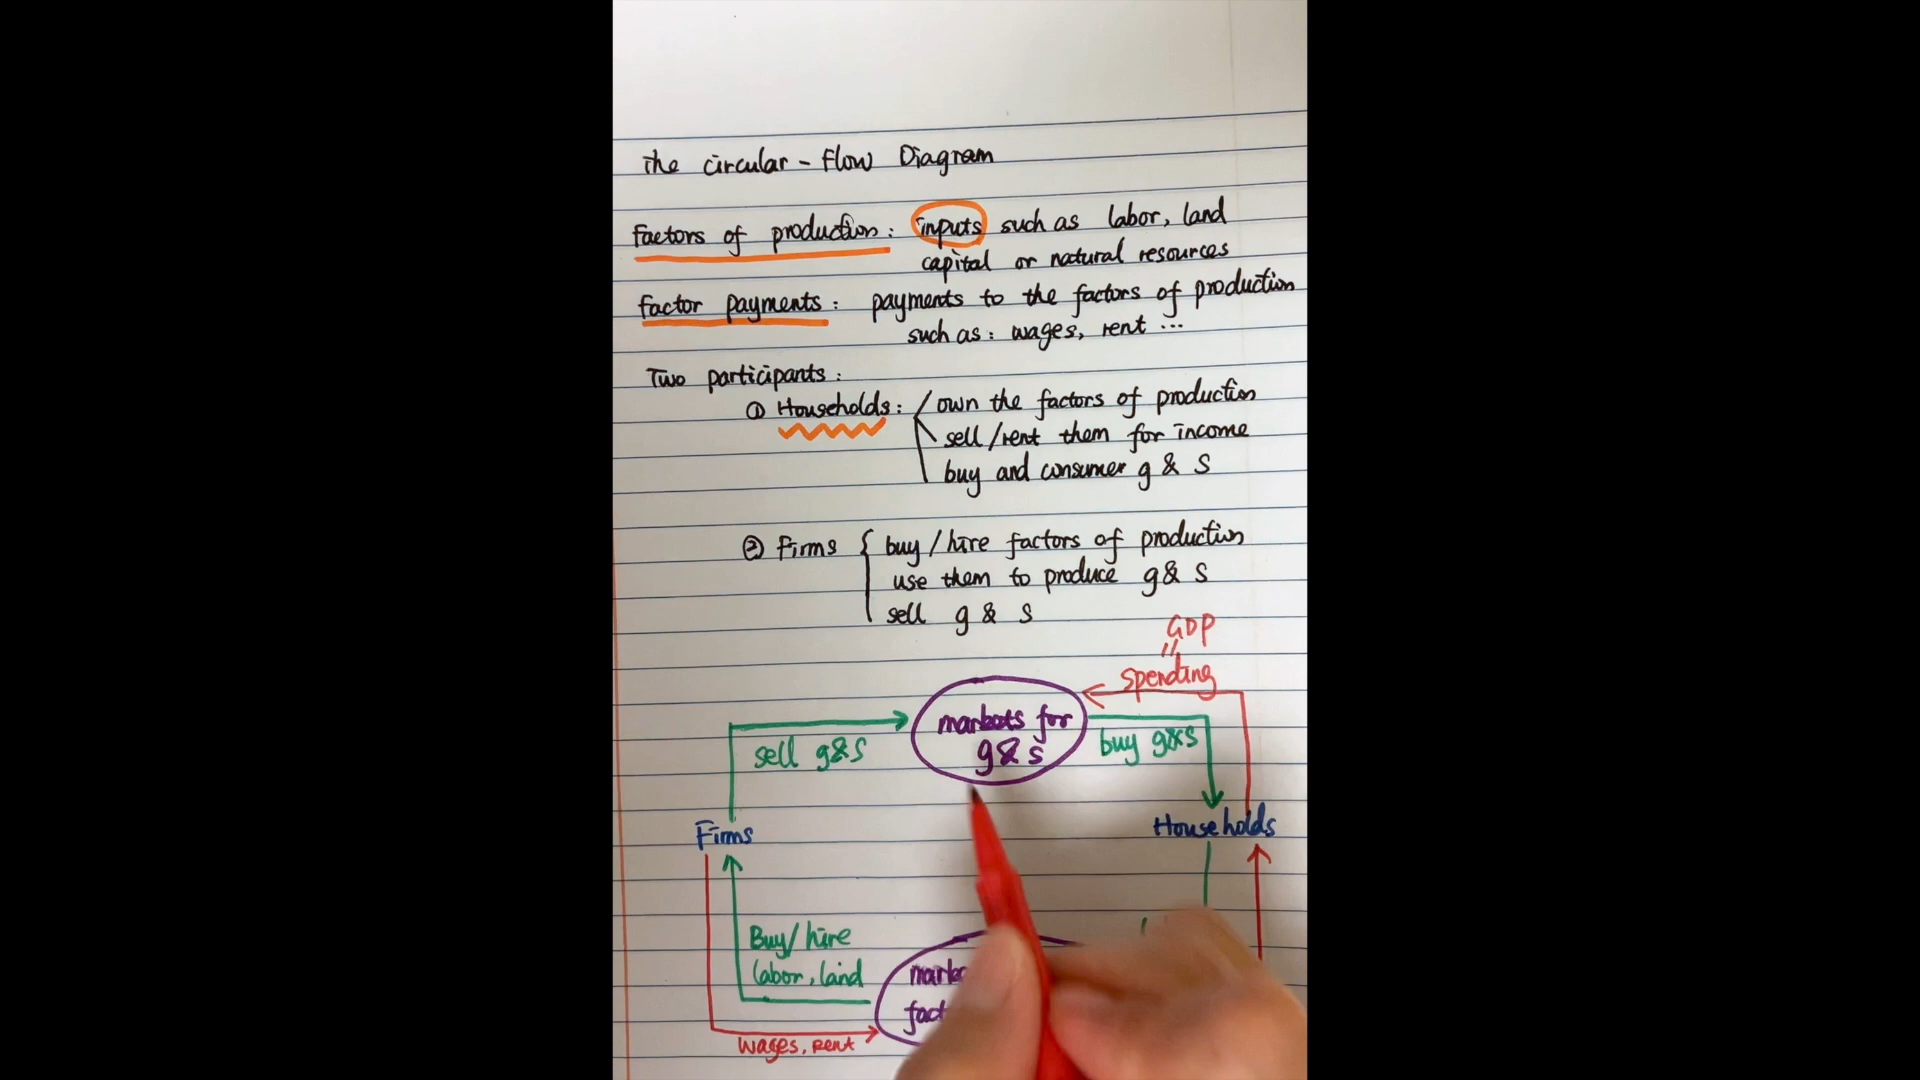 The circular - Flow Diagram
Factors of production: inputs such as labor, land
capital or natural resources
factor payments: payments to the factors of production
such as: wages, rent ...
Two participants:
① Households: own the factors of production
sell/rent them for income
buy and consumer g & s
② Firms { buy/hire factors of production
use them to produce g & s
sell g & s
GDP
=
spending
markets for
g & s
sell g&s
buy g&s
Firms
Households
Buy/hire
labor, land
wages, rent